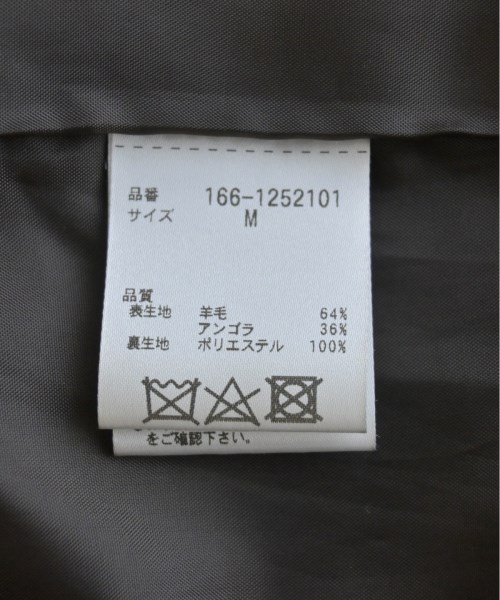 品番 166-1252101
サイズ M
品質
表生地 羊毛 64%
アンゴラ 36%
裏生地 ポリエステル 100%
をご確認下さい。